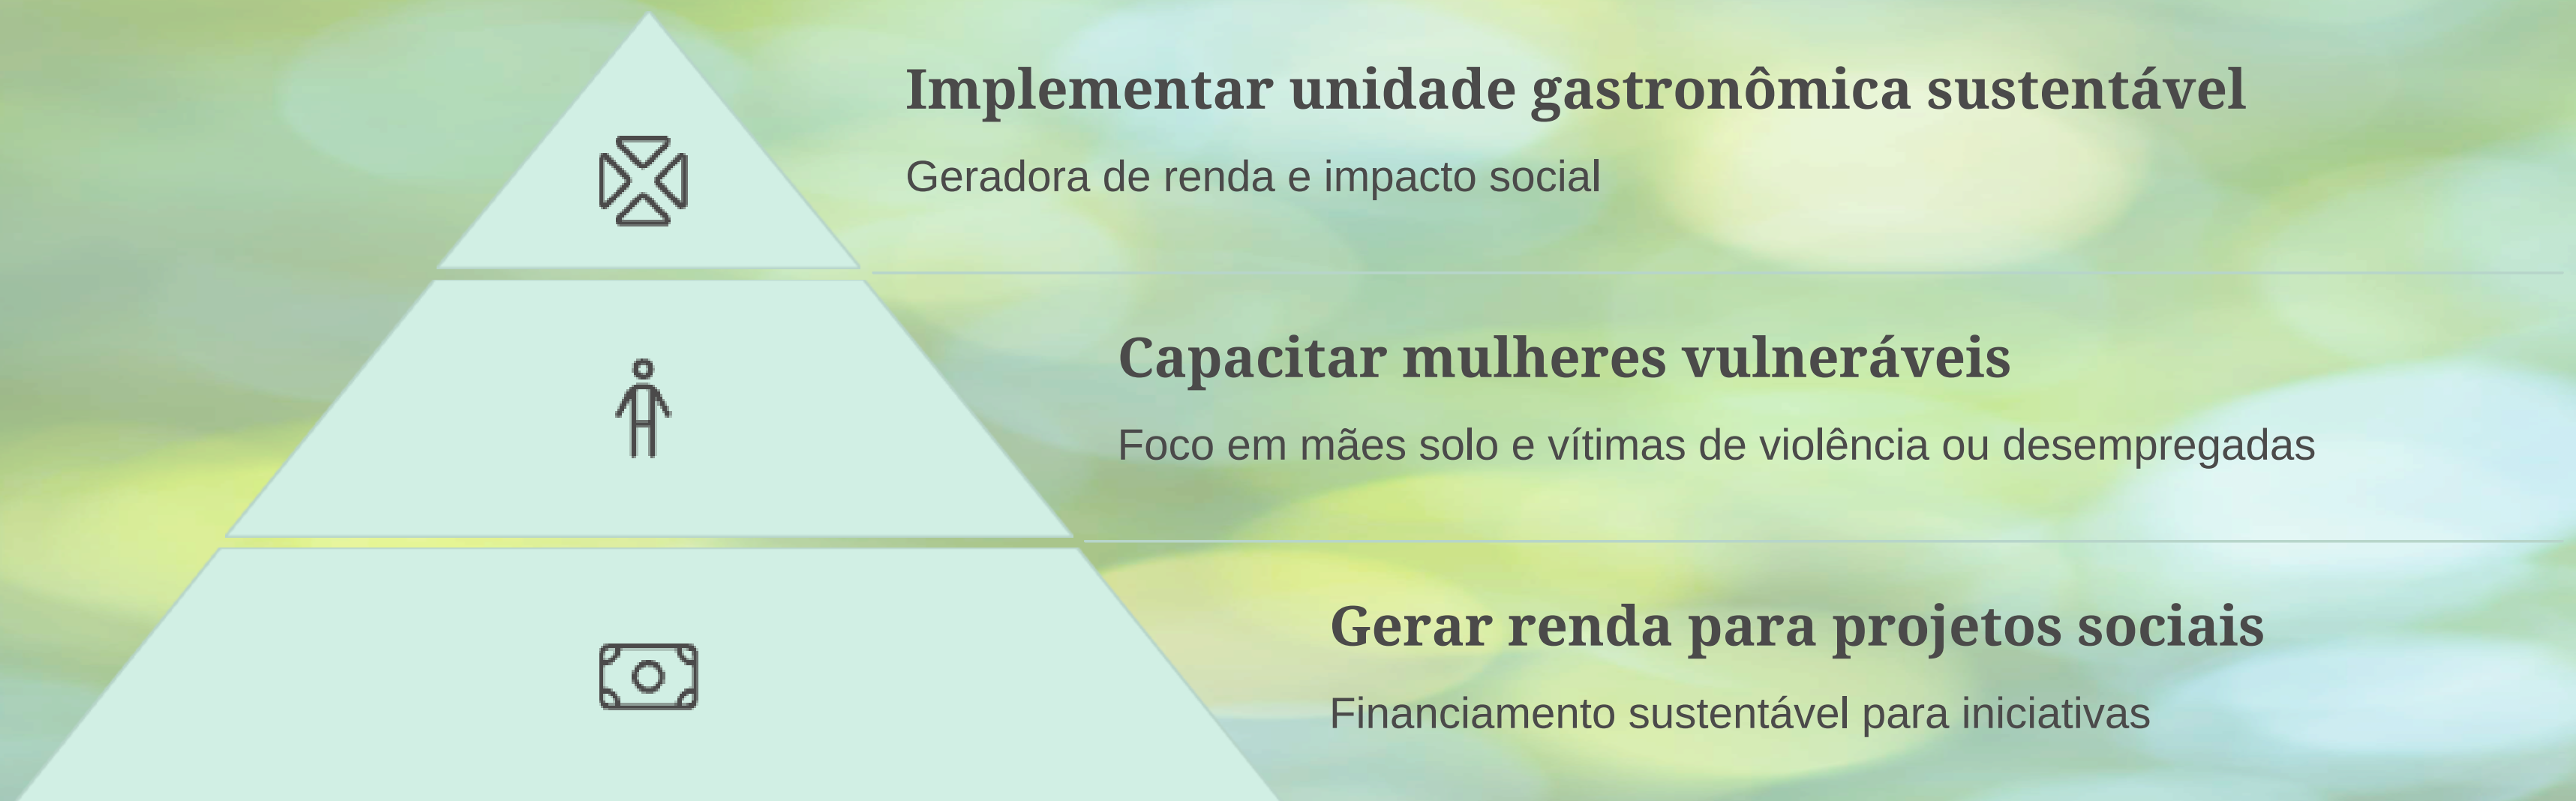 Implementar unidade gastronômica sustentável
Geradora de renda e impacto social
Capacitar mulheres vulneráveis
Foco em mães solo e vítimas de violência ou desempregadas
Gerar renda para projetos sociais
Financiamento sustentável para iniciativas